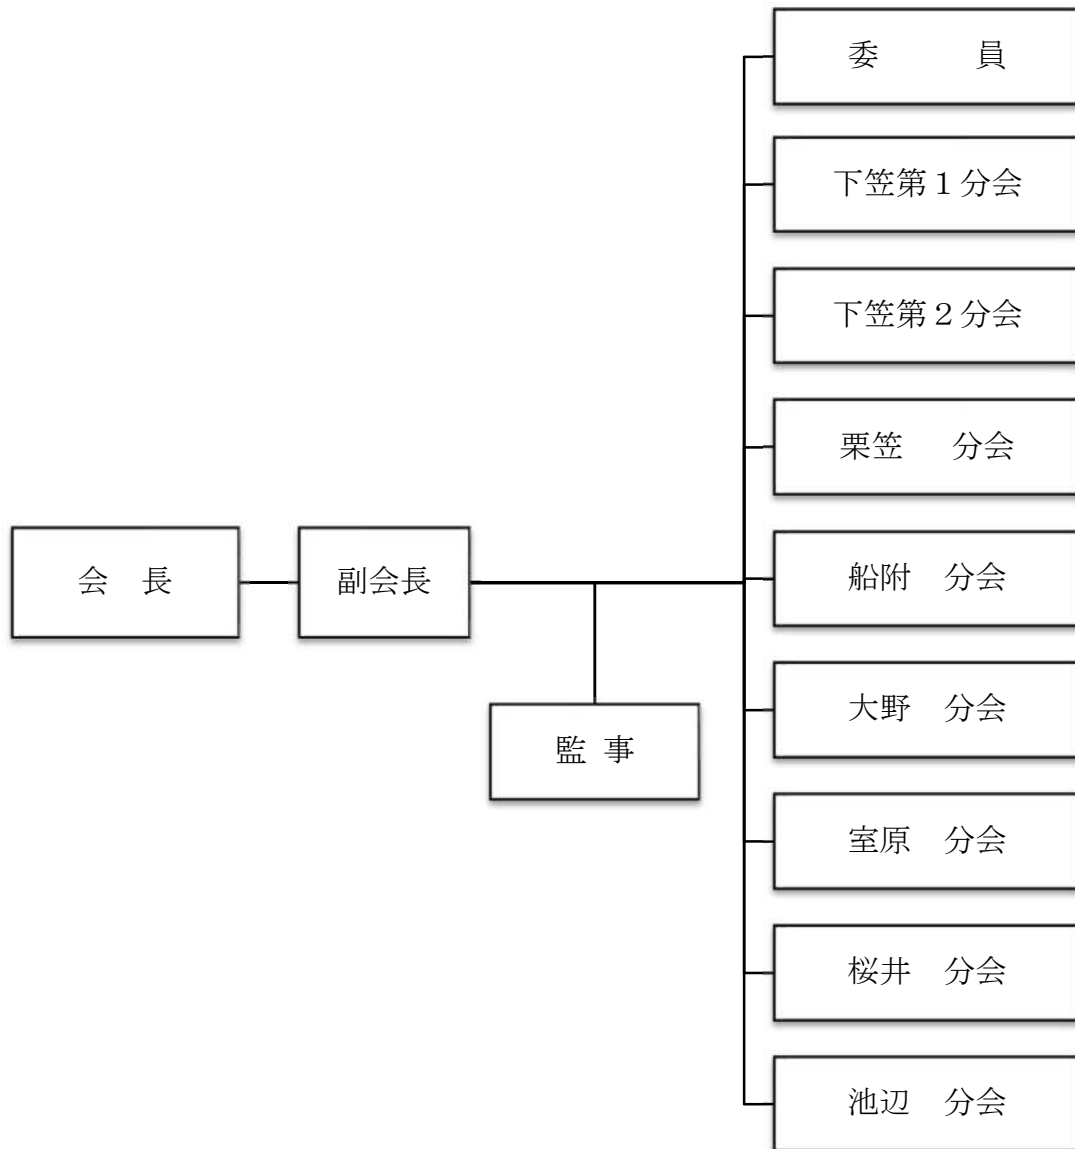 会　長
副会長
監 事
委　　　員
下笠第１分会
下笠第２分会
栗笠　 分会
船附　分会
大野　分会
室原　分会
桜井　分会
池辺　分会